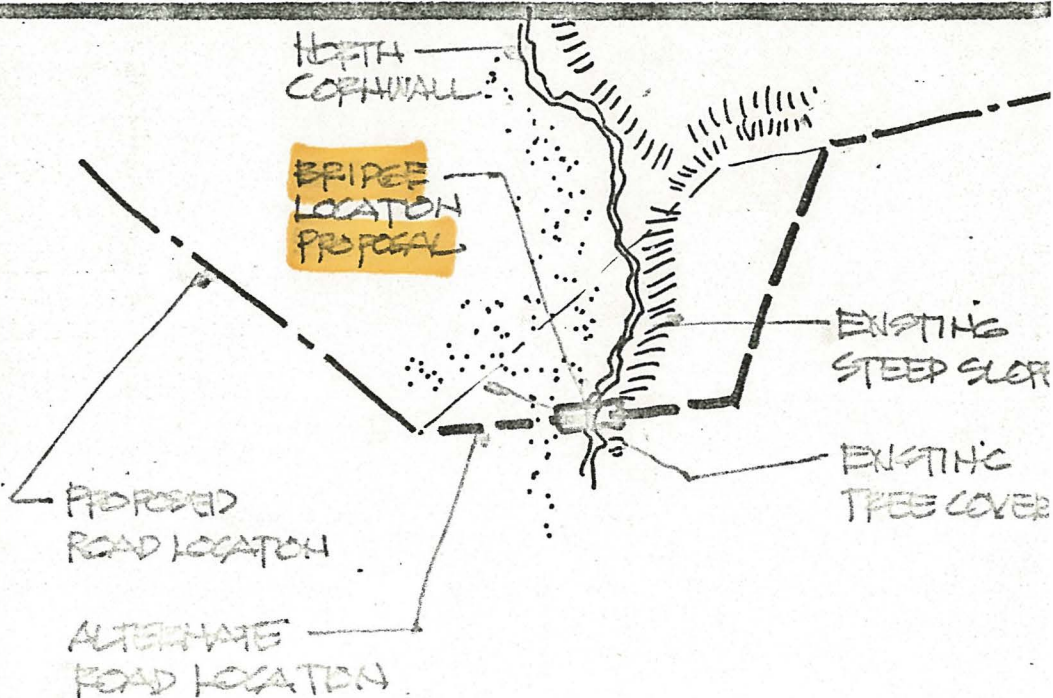 NORTH
CORNWALL
BRIDGE
LOCATION
PROPOSAL
EXISTING
STEEP SLOPE
EXISTING
TREE COVER
PROPOSED
ROAD LOCATION
ALTERNATE
ROAD LOCATION